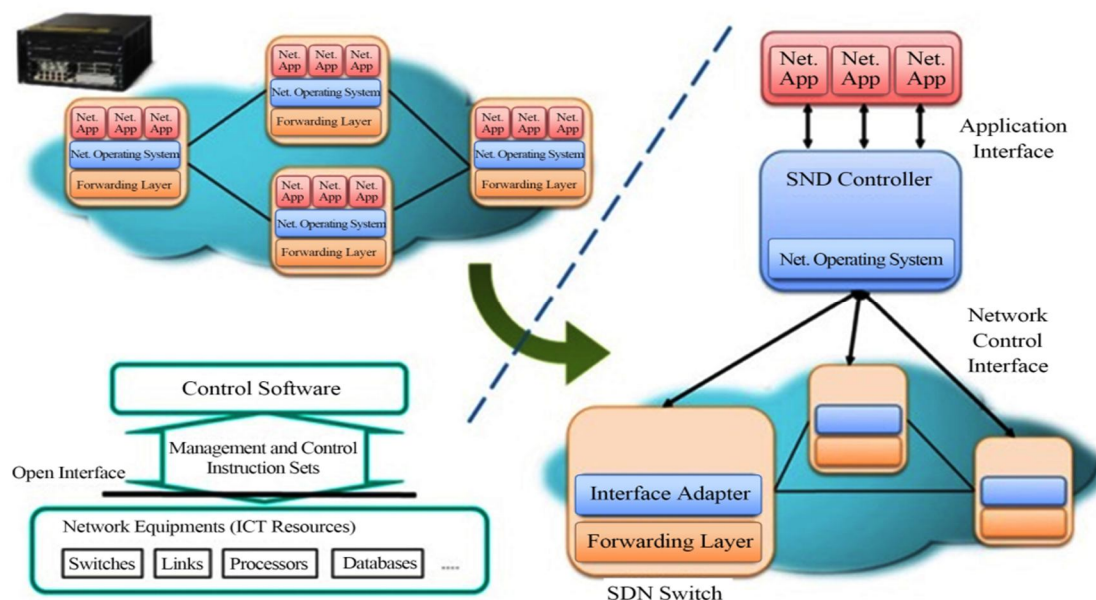 Net. App
Net. App
Net. App
Net. Operating System
Forwarding Layer
Net. App
Net. App
Net. App
Net. Operating System
Forwarding Layer
Net. App
Net. App
Net. App
Net. Operating System
Forwarding Layer
Net. App
Net. App
Net. App
Net. Operating System
Forwarding Layer
Control Software
Management and Control
Instruction Sets
Open Interface
Network Equipments (ICT Resources)
Switches Links Processors Databases ....
Net. App
Net. App
Net. App
Application
Interface
SND Controller
Net. Operating System
Network
Control
Interface
Interface Adapter
Forwarding Layer
SDN Switch